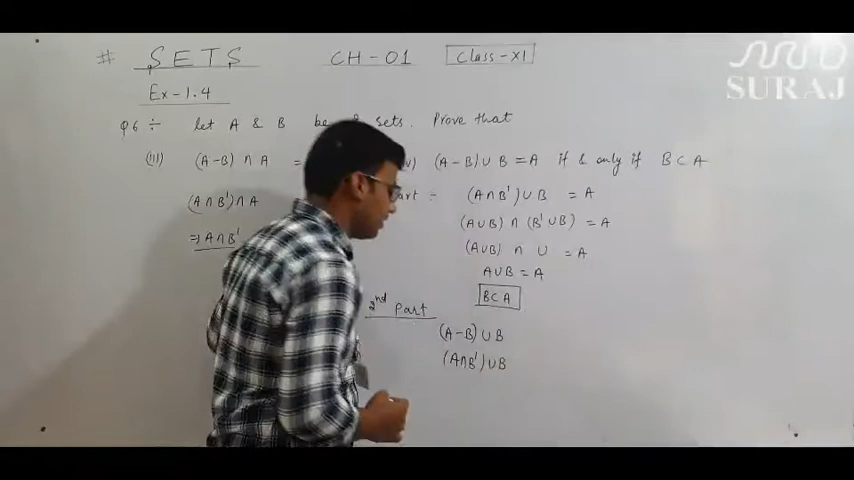 # SETS CH-01 Class-XI
SURAJ
Ex-1.4
Q6 ÷ let A & B be sets. Prove that
(iii) (A-B) ∩ A = (A-B) ∪ B = A if & only if B ⊂ A
(A∩B')∩A
⇒ A∩B'
art :- (A∩B')∪B = A
(A∪B) ∩ (B'∪B) = A
(A∪B) ∩ U = A
A∪B = A
B⊂A
2nd Part
(A-B)∪B
(A∩B')∪B